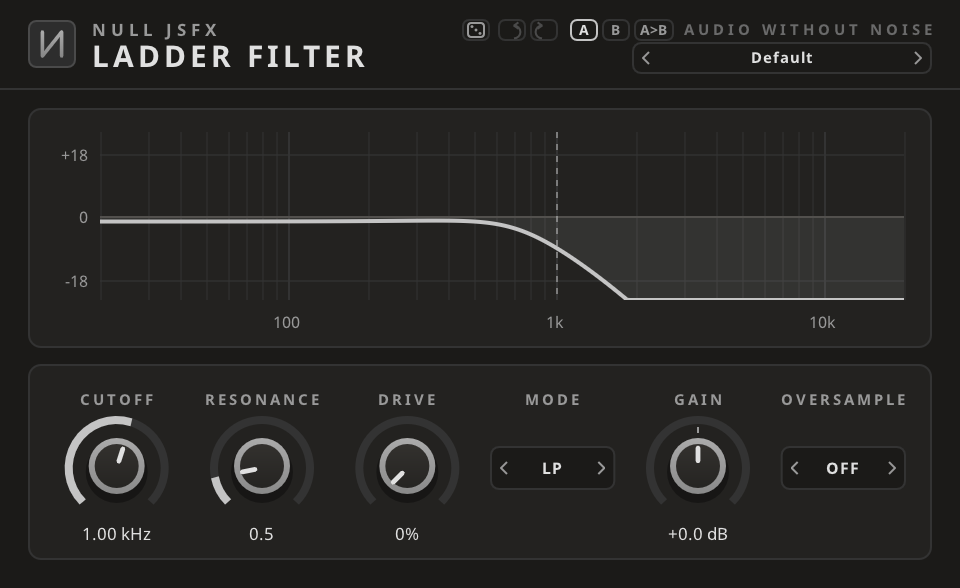 NULL JSFX
LADDER FILTER
A B A>B AUDIO WITHOUT NOISE
Default
+18
0
-18
100 1k 10k
CUTOFF RESONANCE DRIVE MODE GAIN OVERSAMPLE
LP OFF
1.00 kHz 0.5 0% +0.0 dB